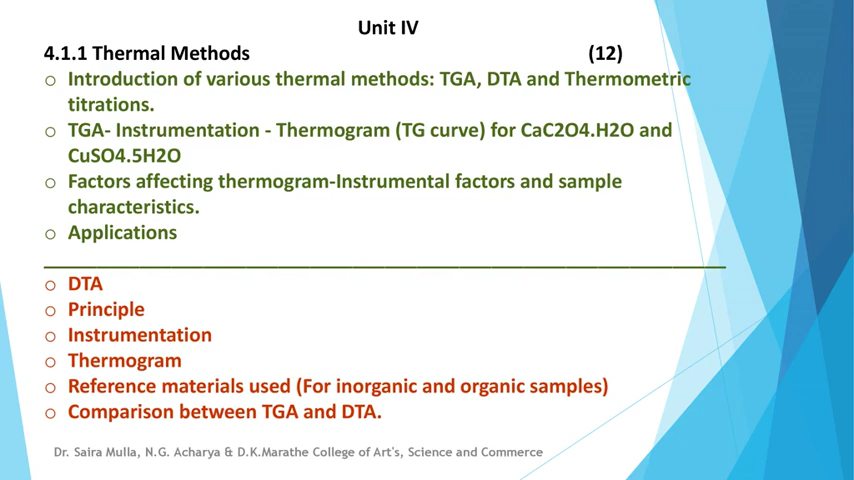 Unit IV
4.1.1 Thermal Methods (12)
o Introduction of various thermal methods: TGA, DTA and Thermometric
titrations.
o TGA- Instrumentation - Thermogram (TG curve) for CaC2O4.H2O and
CuSO4.5H2O
o Factors affecting thermogram-Instrumental factors and sample
characteristics.
o Applications
o DTA
o Principle
o Instrumentation
o Thermogram
o Reference materials used (For inorganic and organic samples)
o Comparison between TGA and DTA.
Dr. Saira Mulla, N.G. Acharya & D.K.Marathe College of Art's, Science and Commerce